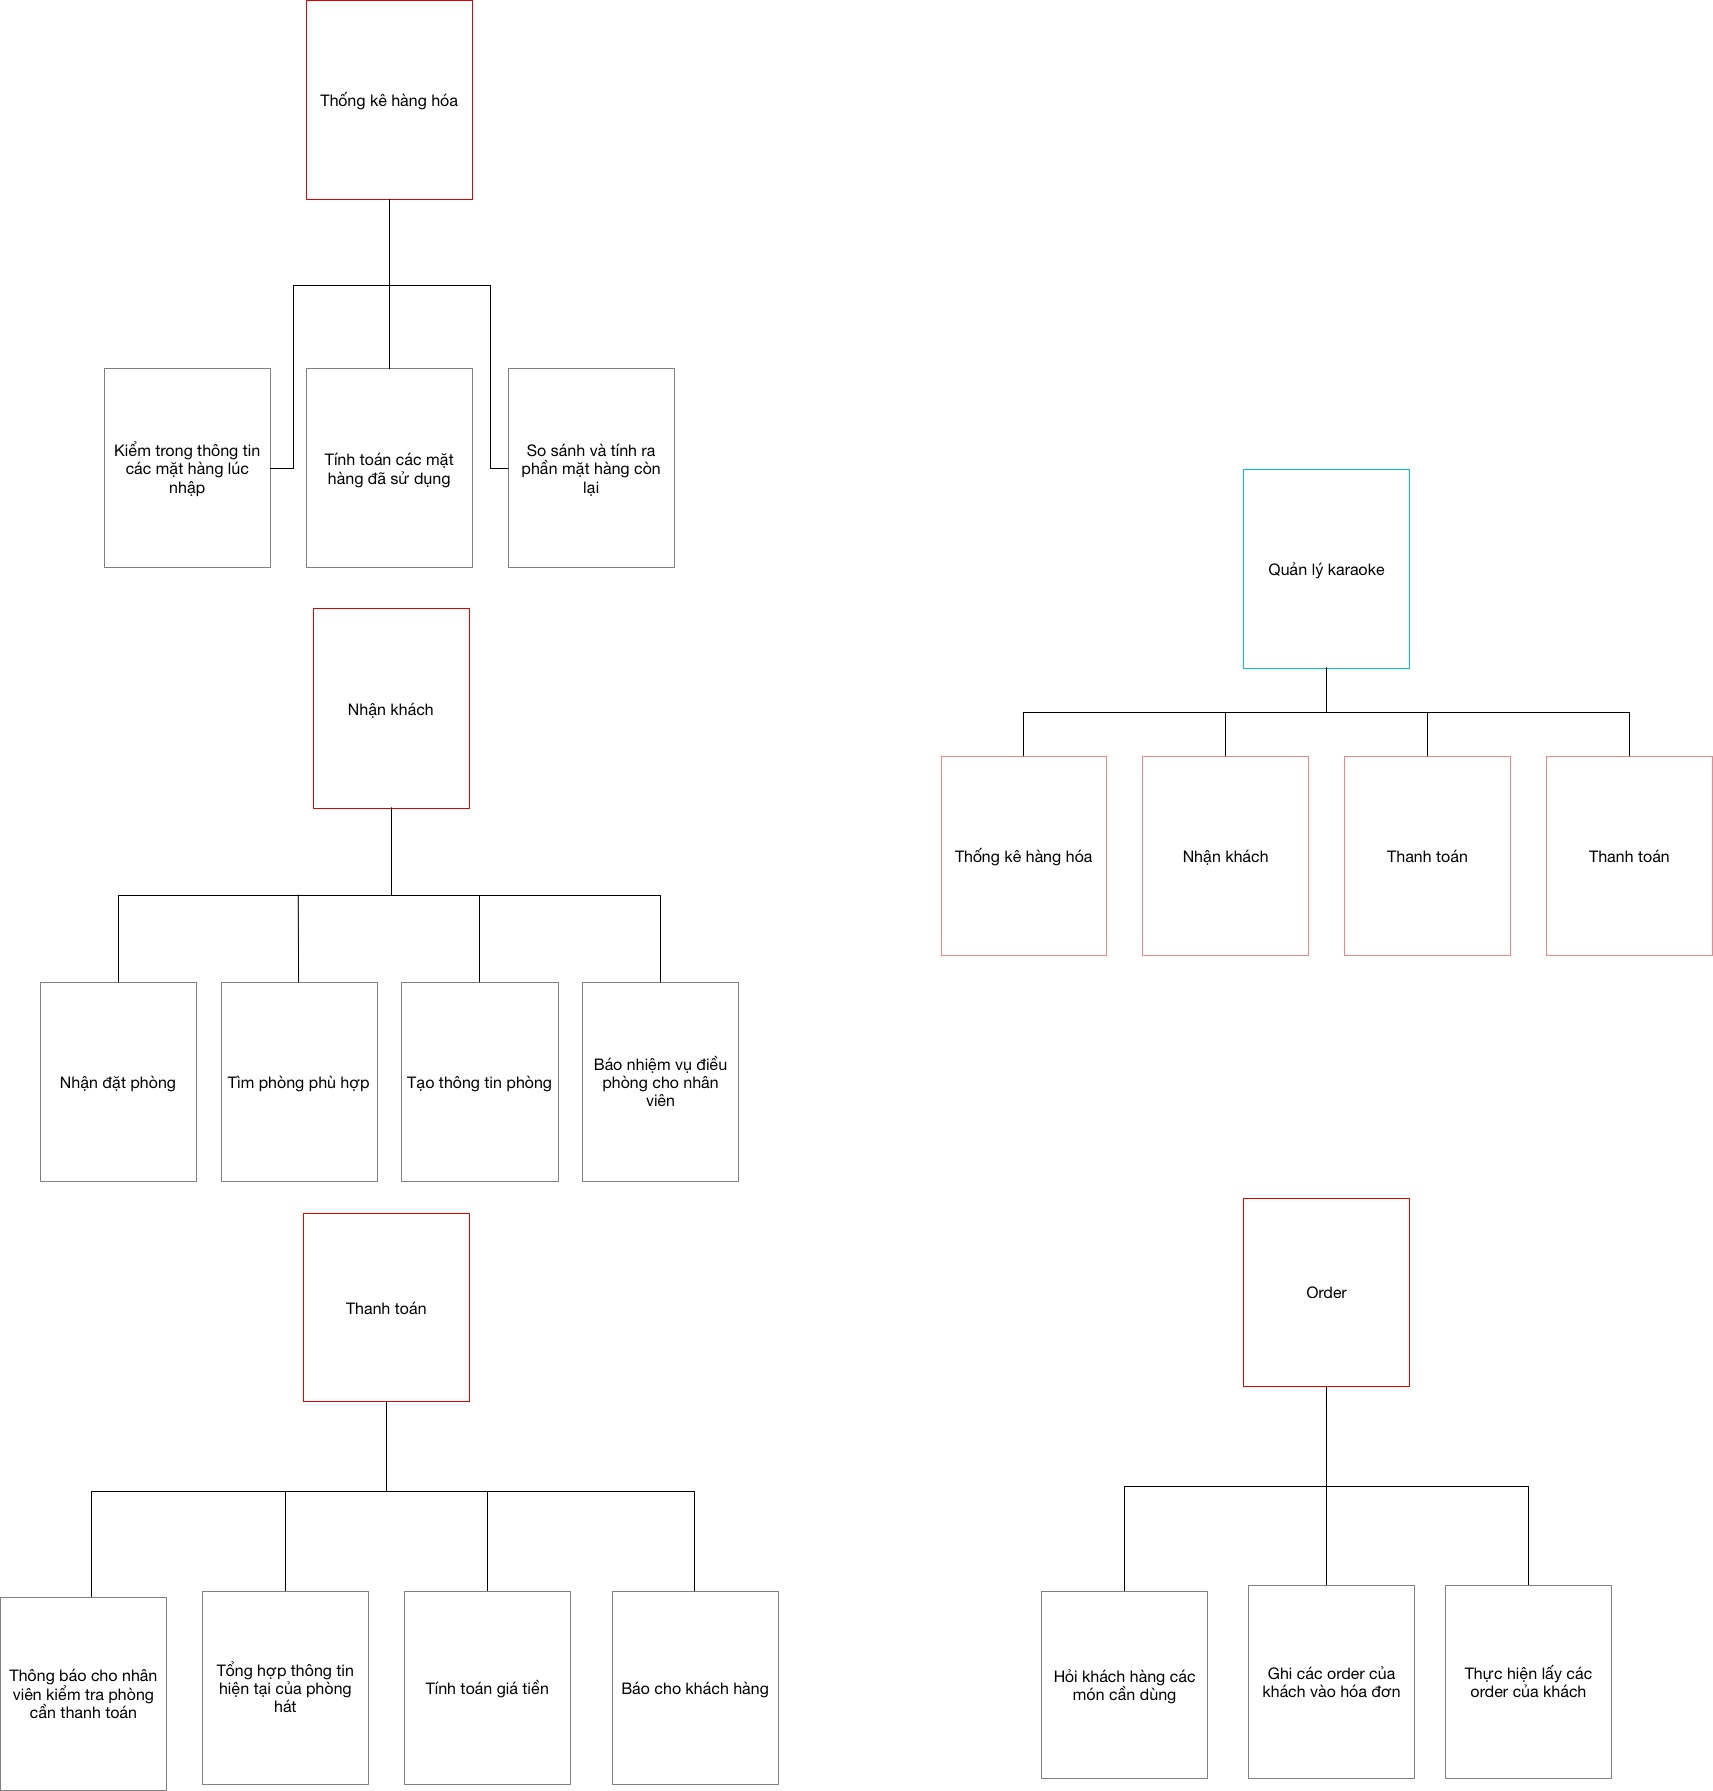 Thống kê hàng hóa
Kiểm trong thông tin
các mặt hàng lúc
nhập
Tính toán các mặt
hàng đã sử dụng
So sánh và tính ra
phần mặt hàng còn
lại
Nhận khách
Nhận đặt phòng
Tìm phòng phù hợp
Tạo thông tin phòng
Báo nhiệm vụ điều
phòng cho nhân
viên
Thanh toán
Thông báo cho nhân
viên kiểm tra phòng
cần thanh toán
Tổng hợp thông tin
hiện tại của phòng
hát
Tính toán giá tiền
Báo cho khách hàng
Quản lý karaoke
Thống kê hàng hóa
Nhận khách
Thanh toán
Thanh toán
Order
Hỏi khách hàng các
món cần dùng
Ghi các order của
khách vào hóa đơn
Thực hiện lấy các
order của khách